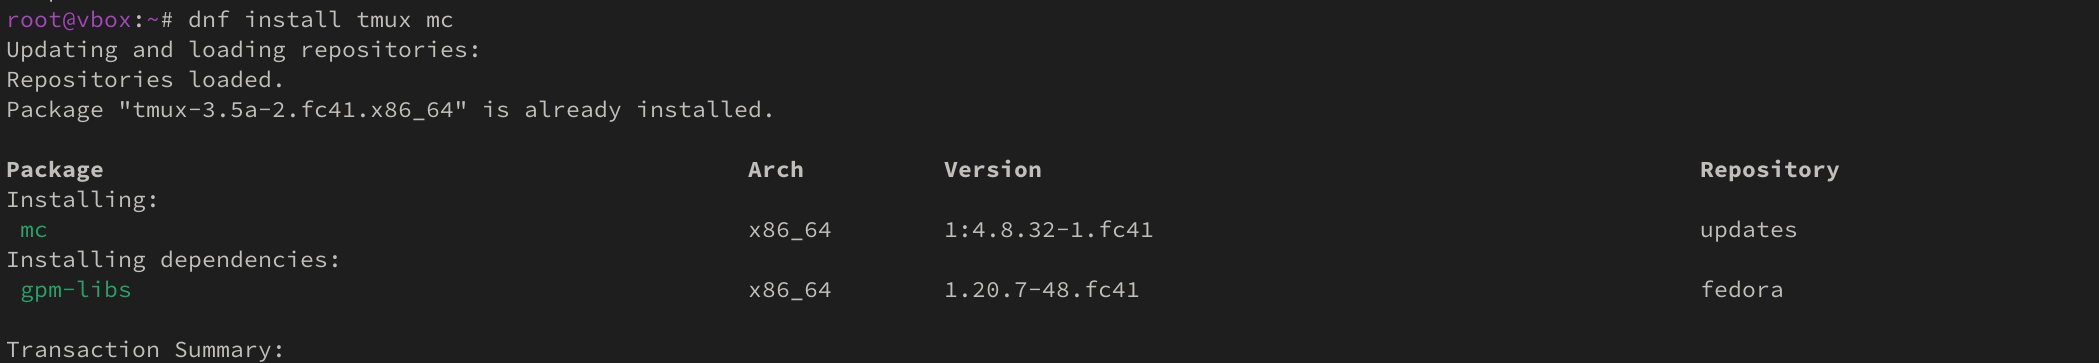 root@vbox:~# dnf install tmux mc
Updating and loading repositories:
Repositories loaded.
Package "tmux-3.5a-2.fc41.x86_64" is already installed.
Package Arch Version Repository
Installing:
mc x86_64 1:4.8.32-1.fc41 updates
Installing dependencies:
gpm-libs x86_64 1.20.7-48.fc41 fedora
Transaction Summary: